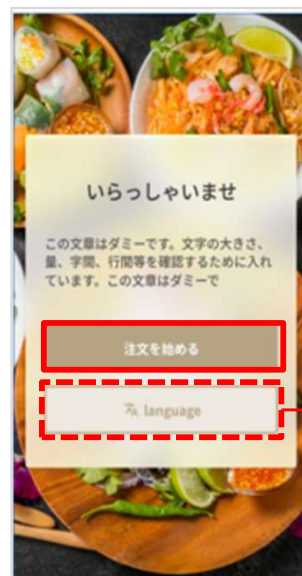 いらっしゃいませ
この文章はダミーです。文字の大きさ、
量、字間、行間等を確認するために入れ
ています。この文章はダミーで
注文を始める
language